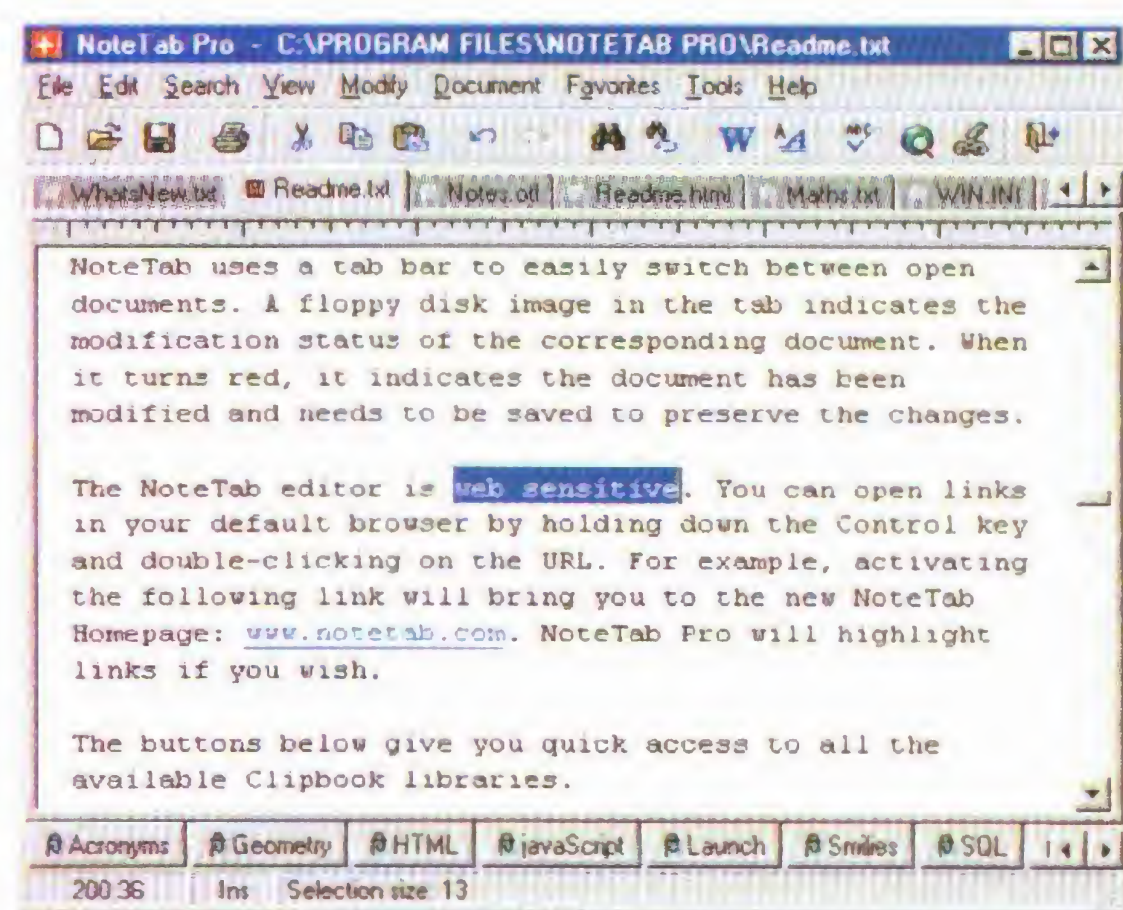 NoteTab Pro - C:\PROGRAM FILES\NOTETAB PRO\Readme.txt
File Edit Search View Modify Document Favorites Tools Help
WhatsNew.txt Readme.txt Notes.otl Readme.html Maths.txt WIN.INI
NoteTab uses a tab bar to easily switch between open
documents. A floppy disk image in the tab indicates the
modification status of the corresponding document. When
it turns red, it indicates the document has been
modified and needs to be saved to preserve the changes.
The NoteTab editor is web sensitive. You can open links
in your default browser by holding down the Control key
and double-clicking on the URL. For example, activating
the following link will bring you to the new NoteTab
Homepage: www.notetab.com. NoteTab Pro will highlight
links if you wish.
The buttons below give you quick access to all the
available Clipbook libraries.
Acronyms Geometry HTML javaScript Launch Smilies SQL
200:36 Ins Selection size: 13